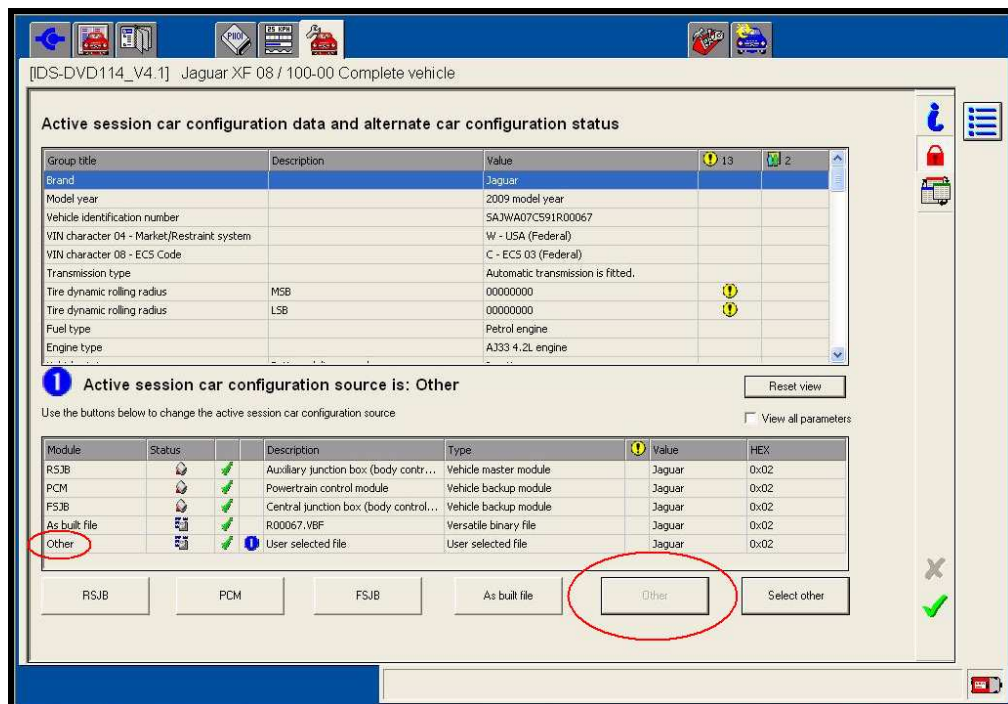 25 KPH
[IDS-DVD114_V4.1] Jaguar XF 08 / 100-00 Complete vehicle
Active session car configuration data and alternate car configuration status
Group title Description Value 13 2
Brand Jaguar
Model year 2009 model year
Vehicle identification number SAJWA07C591R00067
VIN character 04 - Market/Restraint system W - USA (Federal)
VIN character 08 - ECS Code C - ECS 03 (Federal)
Transmission type Automatic transmission is fitted.
Tire dynamic rolling radius MSB 00000000
Tire dynamic rolling radius LSB 00000000
Fuel type Petrol engine
Engine type AJ33 4.2L engine
1 Active session car configuration source is: Other
Reset view
Use the buttons below to change the active session car configuration source
View all parameters
Module Status Description Type Value HEX
RSJB Auxiliary junction box (body contr... Vehicle master module Jaguar 0x02
PCM Powertrain control module Vehicle backup module Jaguar 0x02
FSJB Central junction box (body control... Vehicle backup module Jaguar 0x02
As built file R00067.VBF Versatile binary file Jaguar 0x02
Other User selected file User selected file Jaguar 0x02
RSJB PCM FSJB As built file Other Select other